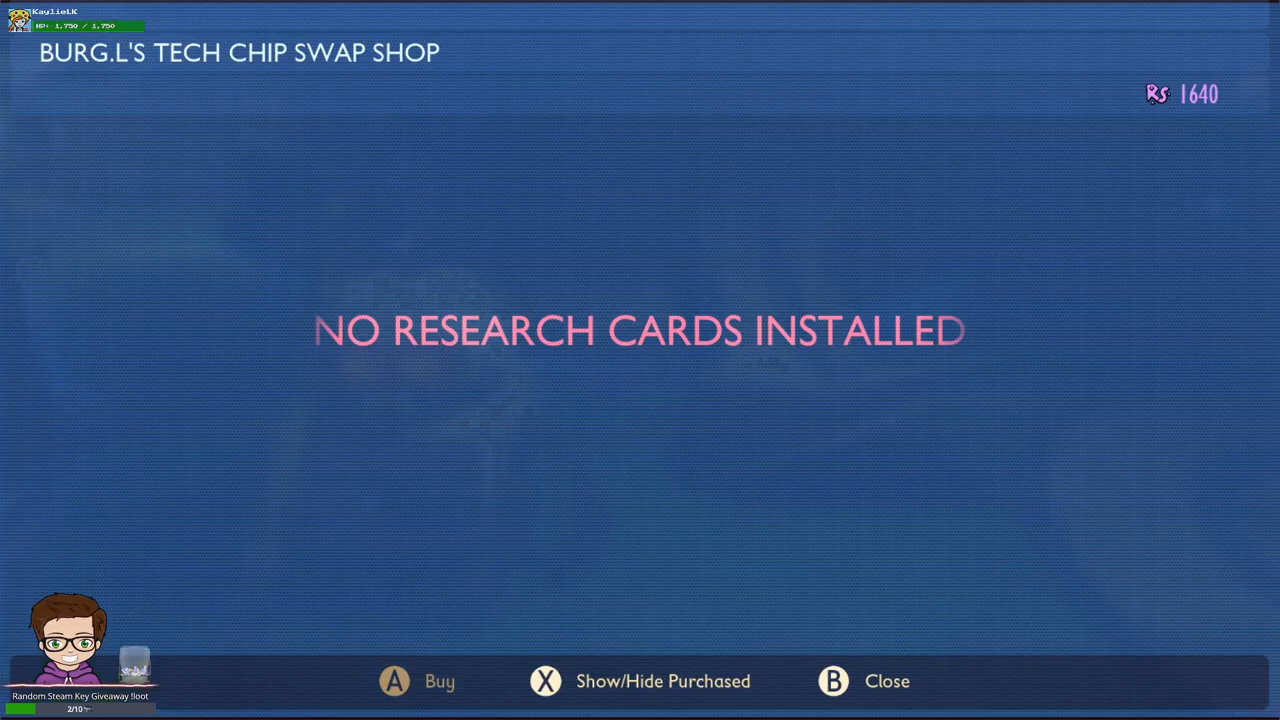 KaylieLK
HP: 1,750 / 1,750
BURG.L'S TECH CHIP SWAP SHOP
RS 1640
NO RESEARCH CARDS INSTALLED
Random Steam Key Giveaway !loot
2/10
A Buy X Show/Hide Purchased B Close